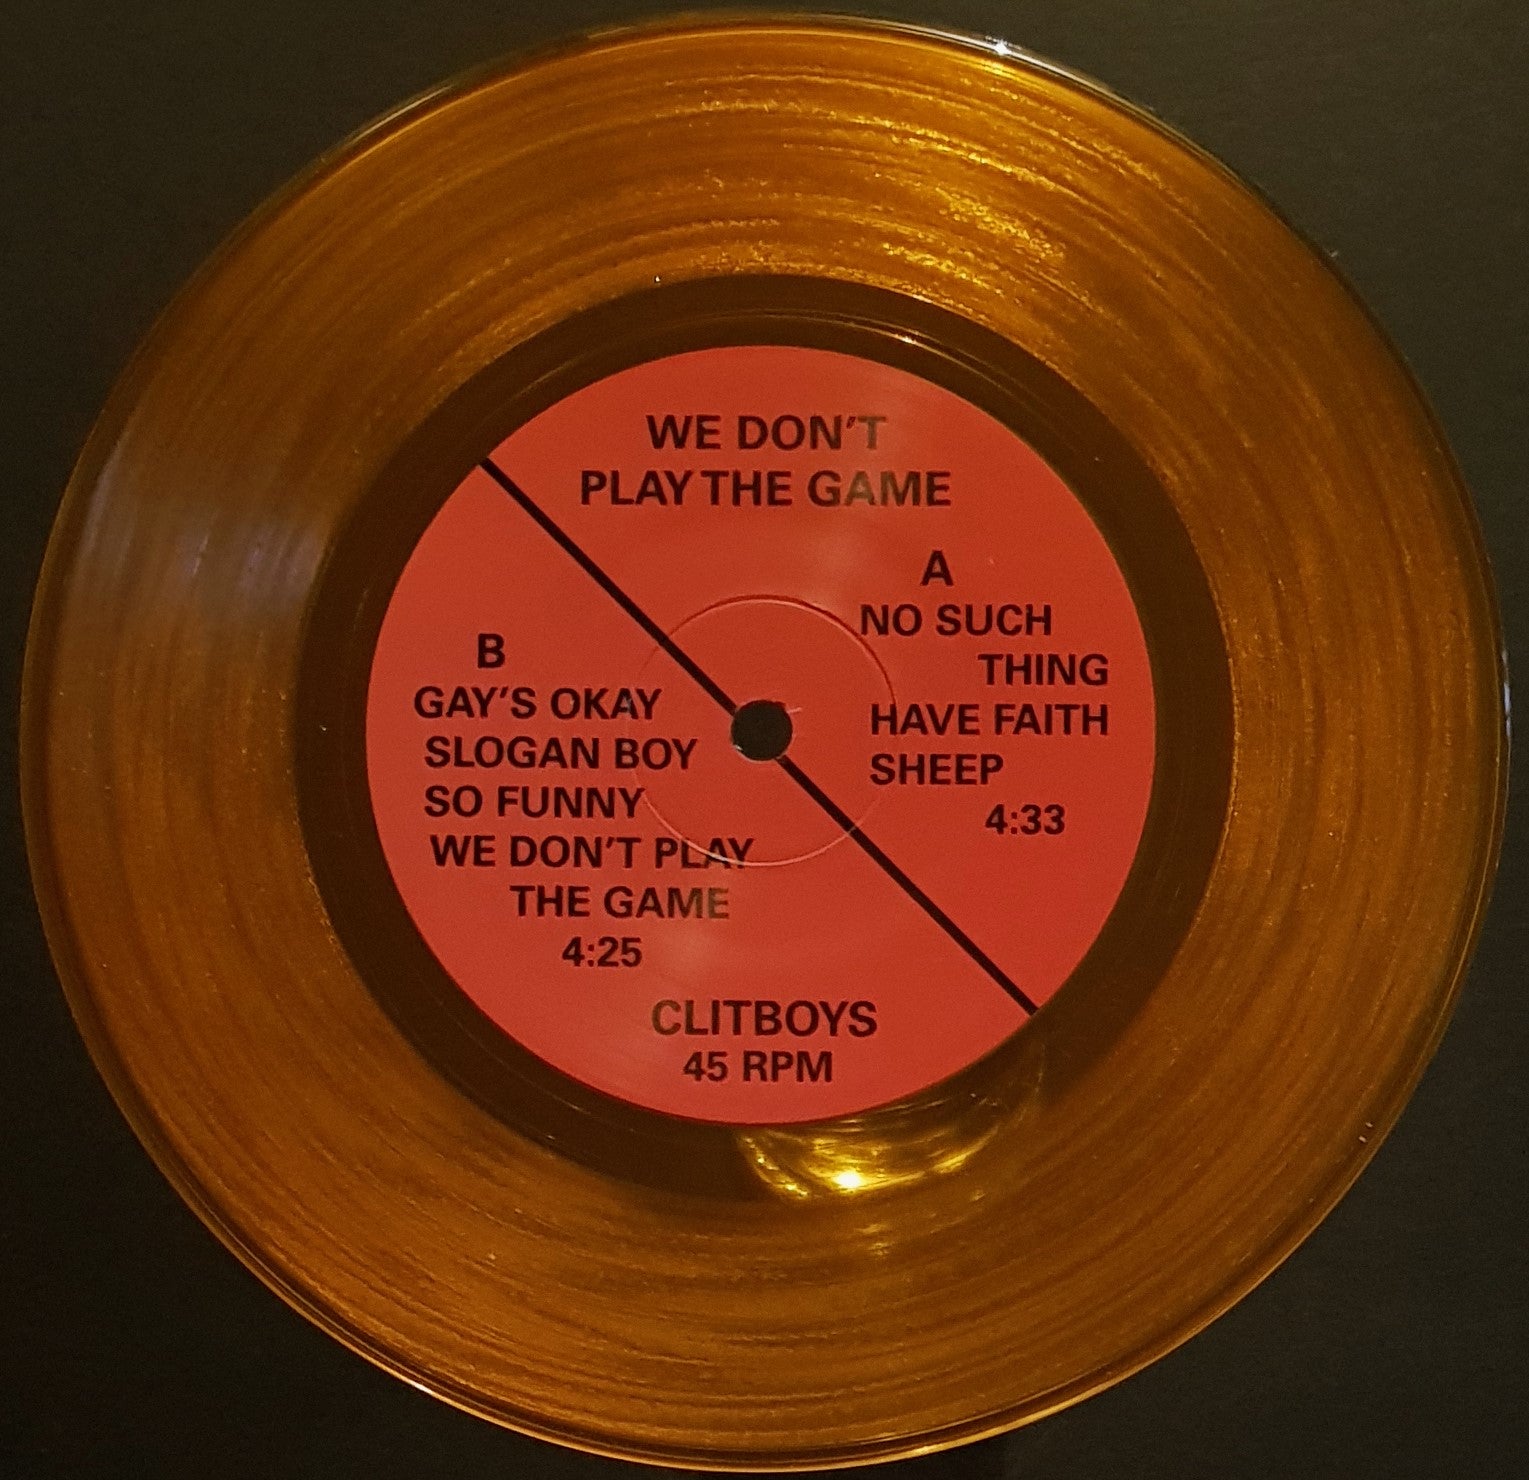 WE DON'T
PLAY THE GAME
A
NO SUCH
THING
HAVE FAITH
SHEEP
4:33
B
GAY'S OKAY
SLOGAN BOY
SO FUNNY
WE DON'T PLAY
THE GAME
4:25
CLITBOYS
45 RPM